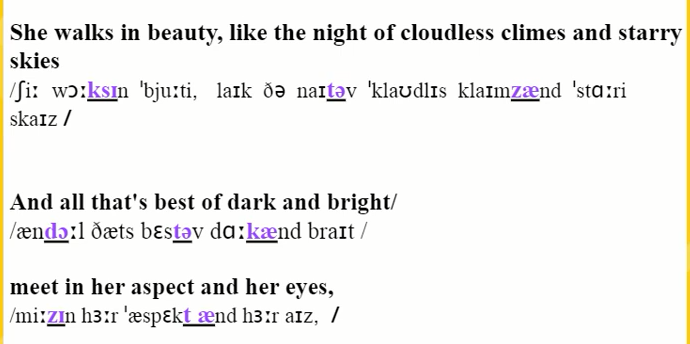 She walks in beauty, like the night of cloudless climes and starry
skies
/ʃiː wɔːksɪn ˈbjuːti, laɪk ðə naɪtəv ˈklaʊdlɪs klaɪmzænd ˈstɑːri
skaɪz /
And all that's best of dark and bright/
/ændɔːl ðæts bɛstəv dɑːkænd braɪt /
meet in her aspect and her eyes,
/miːzɪn hɜːr ˈæspɛkt ænd hɜːr aɪz, /